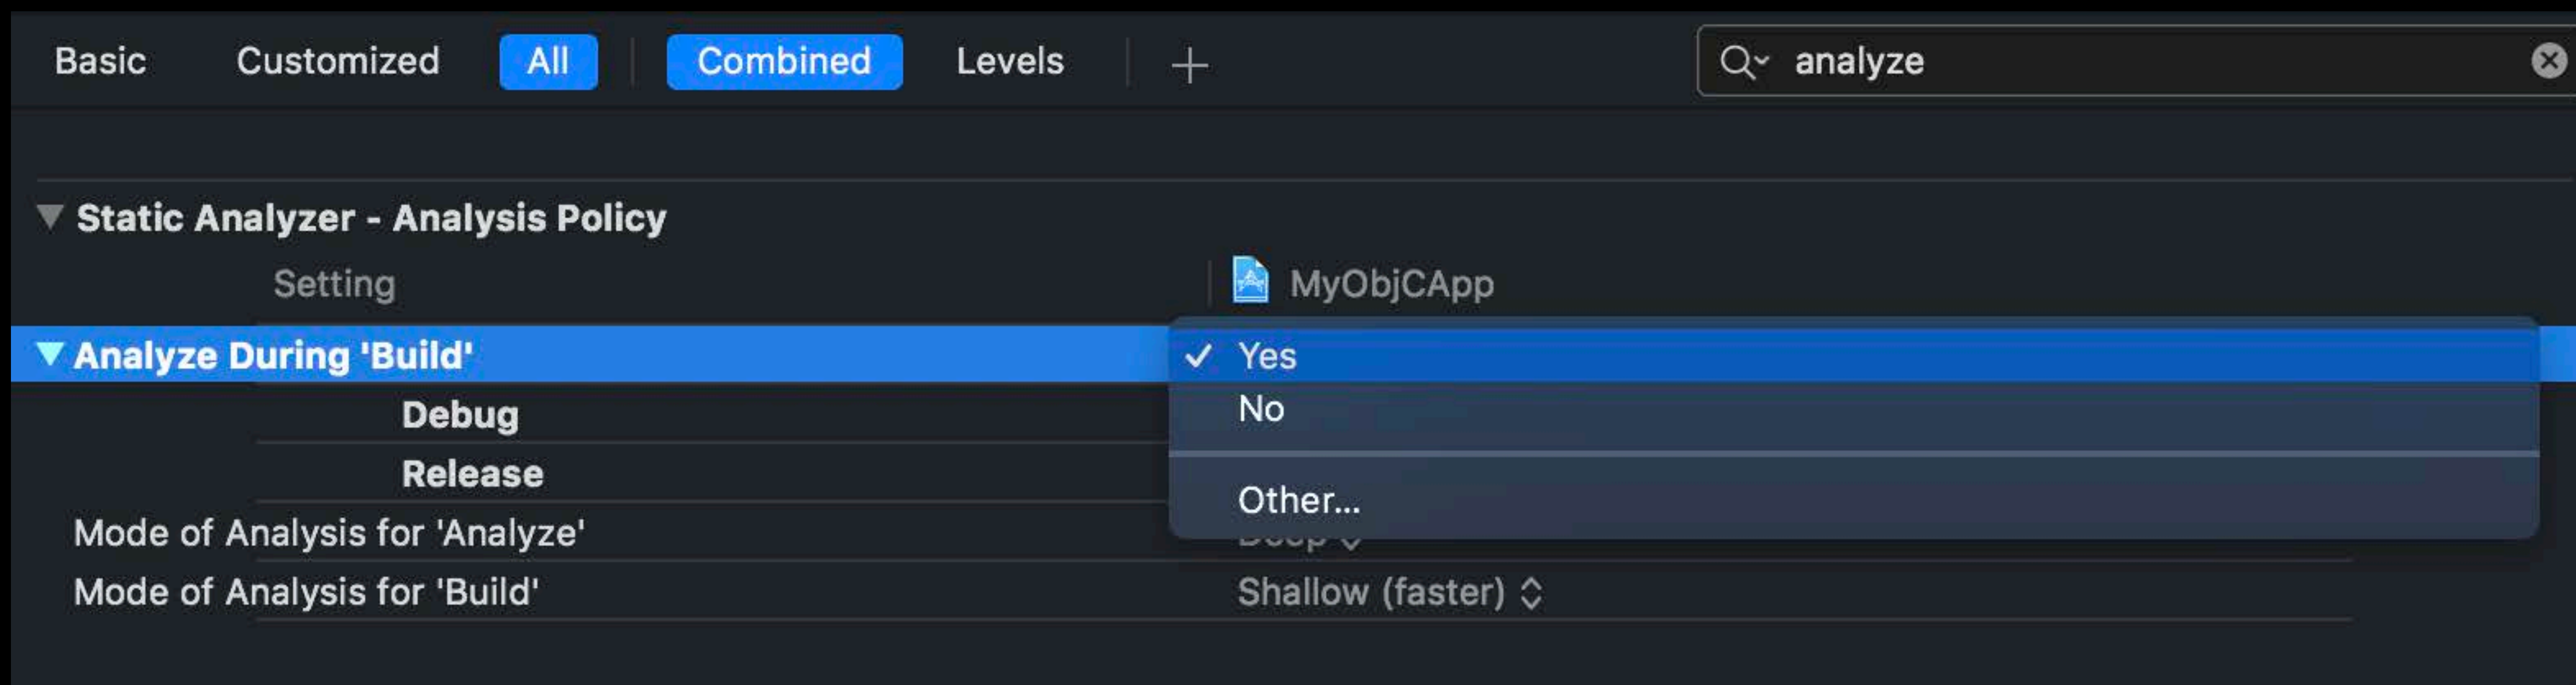 Basic Customized All Combined Levels + analyze
Static Analyzer - Analysis Policy
Setting MyObjCApp
Analyze During 'Build' ✓ Yes
Debug No
Release
Other...
Mode of Analysis for 'Analyze'
Mode of Analysis for 'Build' Shallow (faster)